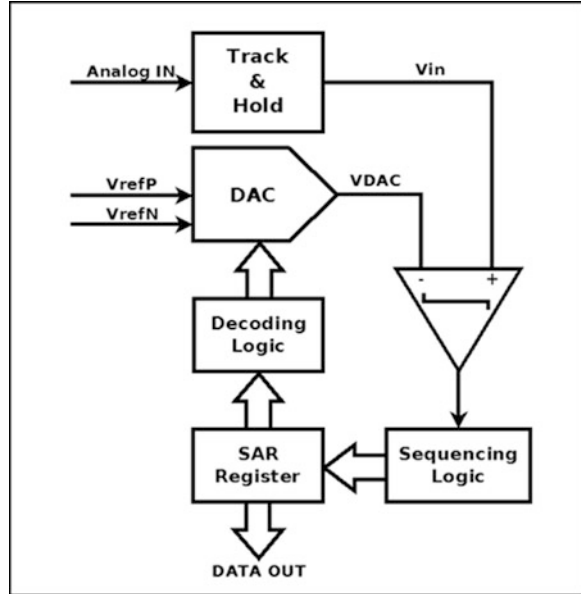 Analog IN
Track
&
Hold
Vin
VrefP
VrefN
DAC
VDAC
-
+
Decoding
Logic
SAR
Register
Sequencing
Logic
DATA OUT